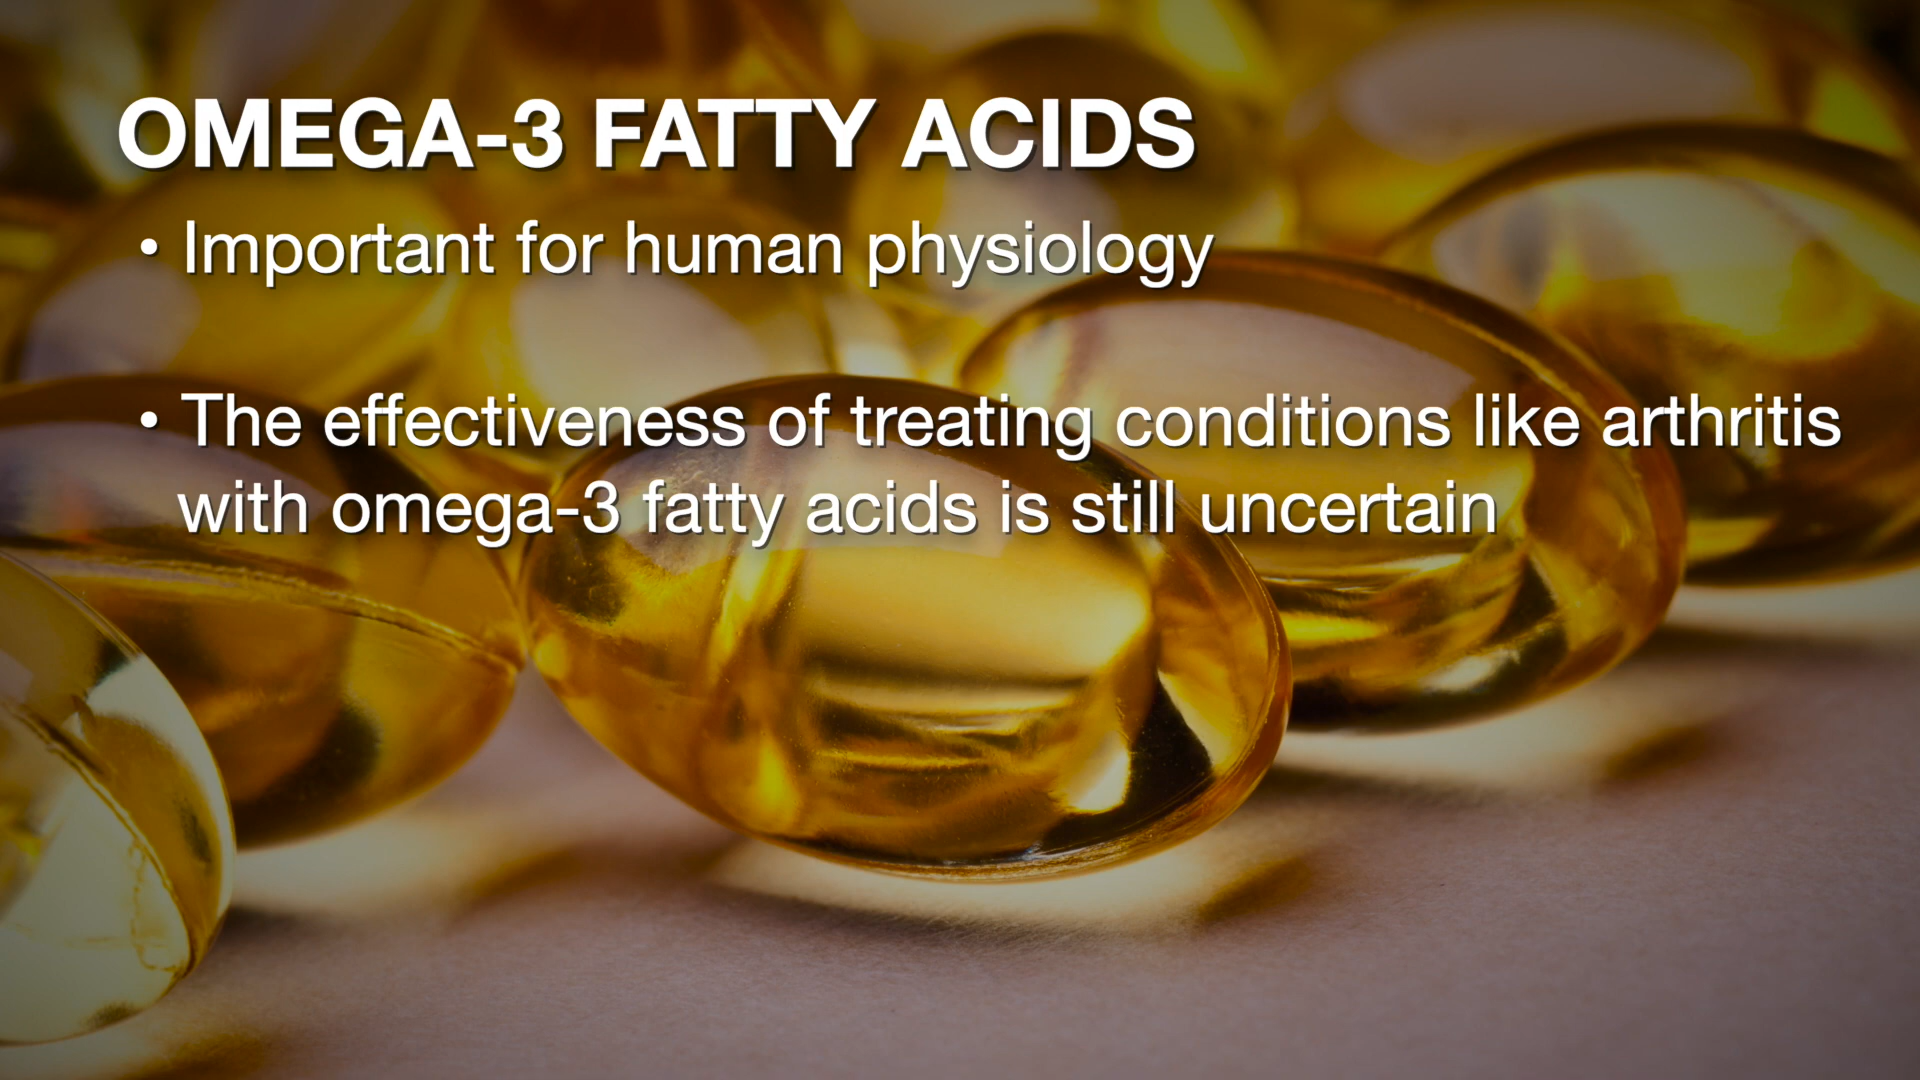 OMEGA-3 FATTY ACIDS
• Important for human physiology
• The effectiveness of treating conditions like arthritis
with omega-3 fatty acids is still uncertain